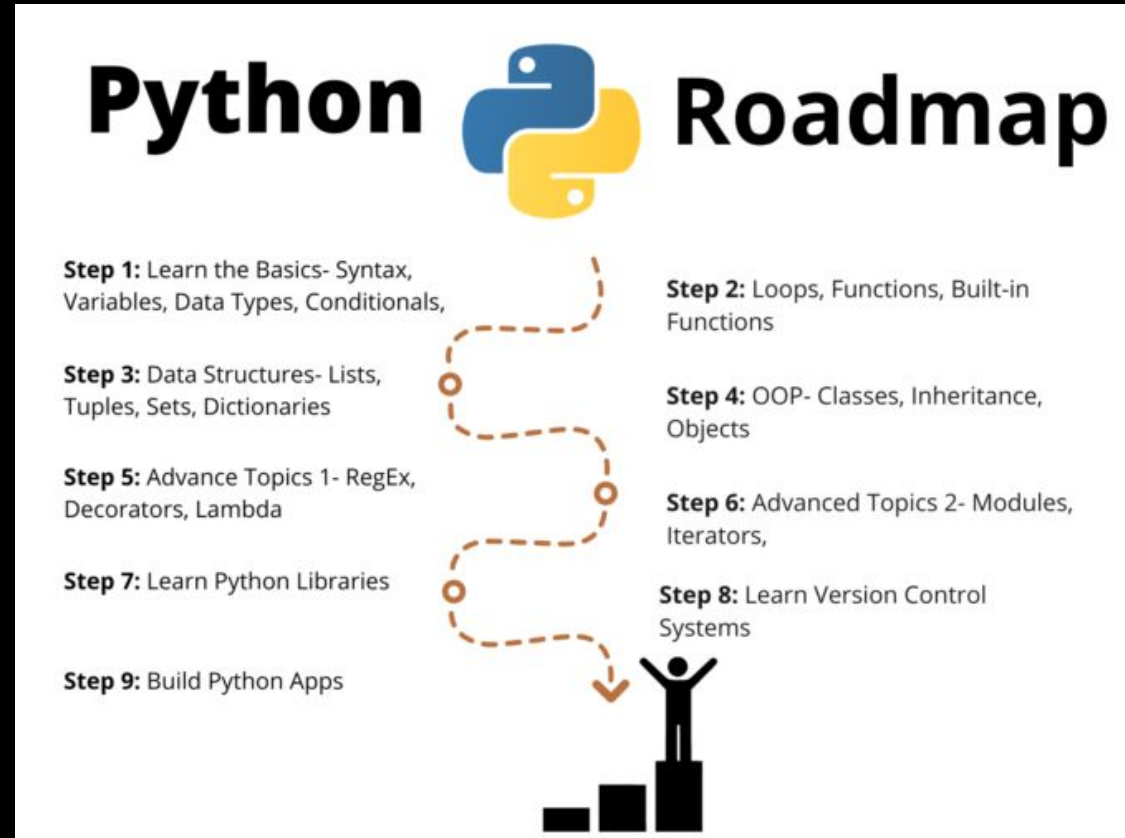 Python Roadmap
Step 1: Learn the Basics- Syntax,
Variables, Data Types, Conditionals,
Step 2: Loops, Functions, Built-in
Functions
Step 3: Data Structures- Lists,
Tuples, Sets, Dictionaries
Step 4: OOP- Classes, Inheritance,
Objects
Step 5: Advance Topics 1- RegEx,
Decorators, Lambda
Step 6: Advanced Topics 2- Modules,
Iterators,
Step 7: Learn Python Libraries
Step 8: Learn Version Control
Systems
Step 9: Build Python Apps